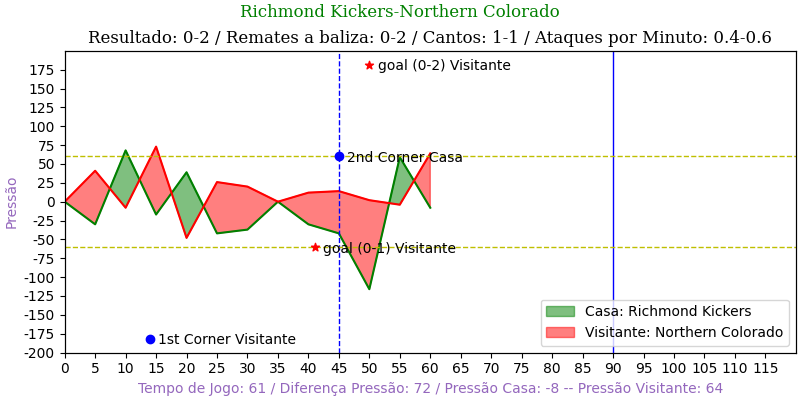 Richmond Kickers-Northern Colorado
Resultado: 0-2 / Remates a baliza: 0-2 / Cantos: 1-1 / Ataques por Minuto: 0.4-0.6
Pressão
175
150
125
100
75
50
25
0
-25
-50
-75
-100
-125
-150
-175
-200
goal (0-2) Visitante
2nd Corner Casa
goal (0-1) Visitante
1st Corner Visitante
Casa: Richmond Kickers
Visitante: Northern Colorado
0 5 10 15 20 25 30 35 40 45 50 55 60 65 70 75 80 85 90 95 100 105 110 115
Tempo de Jogo: 61 / Diferença Pressão: 72 / Pressão Casa: -8 -- Pressão Visitante: 64